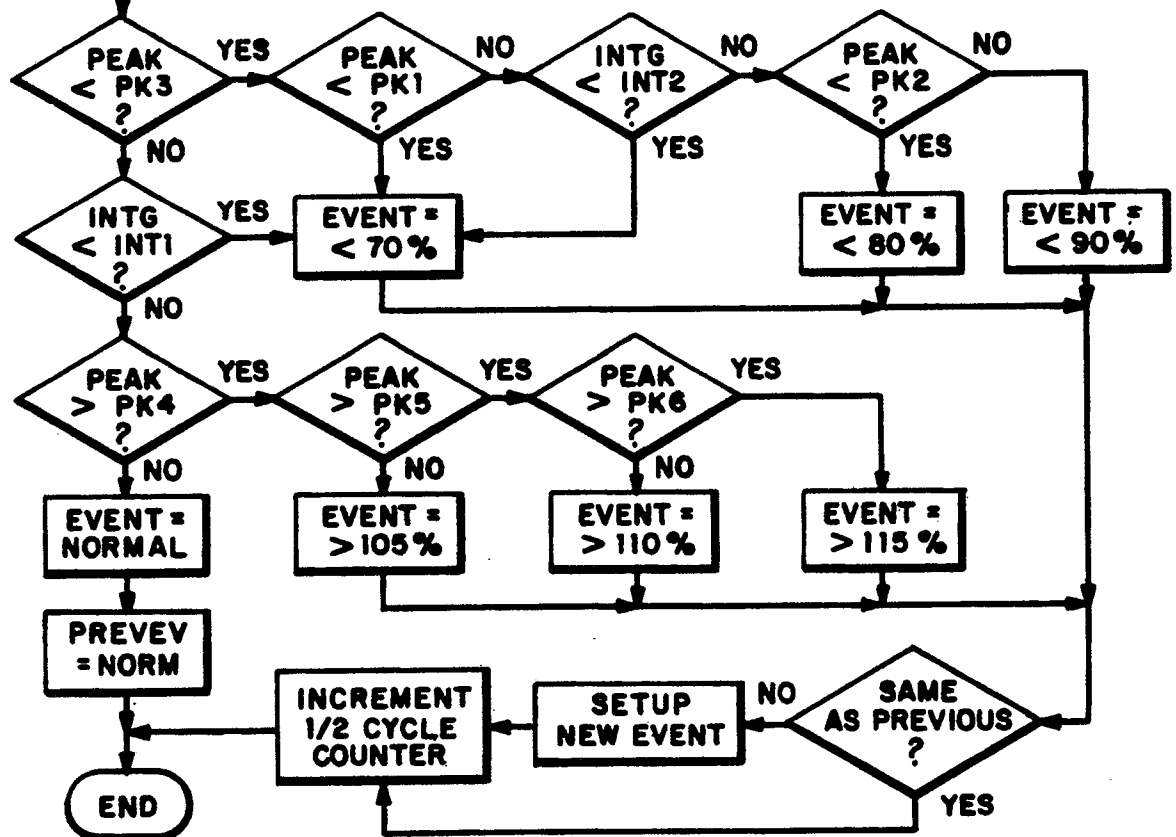 PEAK
< PK3
?
YES
NO
PEAK
< PK1
?
NO
YES
INTG
< INT2
?
NO
YES
PEAK
< PK2
?
NO
YES
INTG
< INT1
?
YES
NO
EVENT =
< 70%
EVENT =
< 80%
EVENT =
< 90%
PEAK
> PK4
?
YES
NO
PEAK
> PK5
?
YES
NO
PEAK
> PK6
?
YES
NO
EVENT =
NORMAL
EVENT =
>105%
EVENT =
>110%
EVENT =
>115%
PREVEV
=NORM
INCREMENT
1/2 CYCLE
COUNTER
SETUP
NEW EVENT
NO
SAME
AS PREVIOUS
?
YES
END